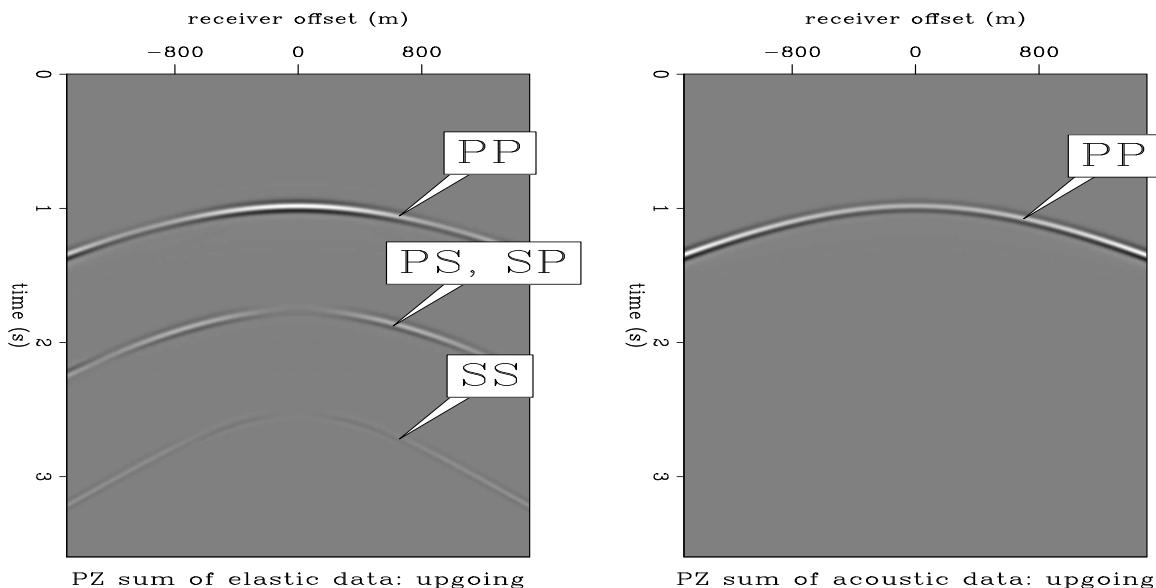 receiver offset (m)
−800 0 800
0
1
2
3
time (s)
PP
PS, SP
SS
PZ sum of elastic data: upgoing
receiver offset (m)
−800 0 800
0
1
2
3
time (s)
PP
PZ sum of acoustic data: upgoing